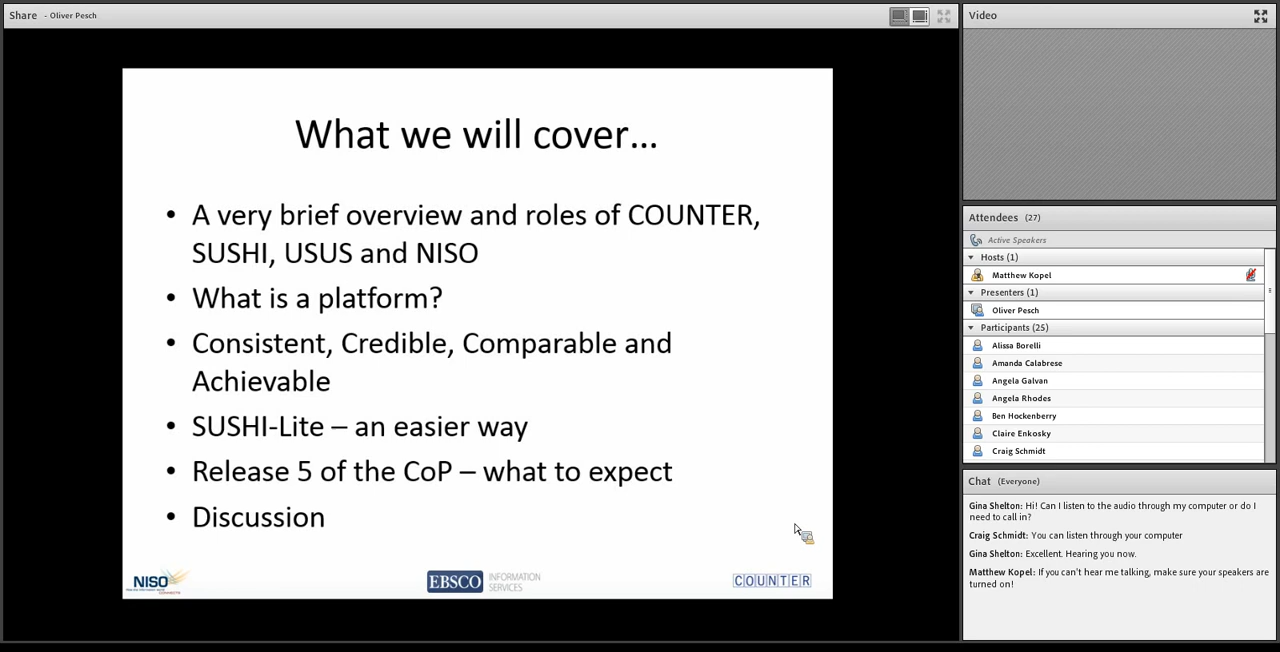 Share - Oliver Pesch
What we will cover...
• A very brief overview and roles of COUNTER,
SUSHI, USUS and NISO
• What is a platform?
• Consistent, Credible, Comparable and
Achievable
• SUSHI-Lite – an easier way
• Release 5 of the CoP – what to expect
• Discussion
NISO
EBSCO INFORMATION
SERVICES
COUNTER
Video
Attendees (27)
Active Speakers
Hosts (1)
Matthew Kopel
Presenters (1)
Oliver Pesch
Participants (25)
Alissa Borelli
Amanda Calabrese
Angela Galvan
Angela Rhodes
Ben Hockenberry
Claire Enkosky
Craig Schmidt
Chat (Everyone)
Gina Shelton: Hi! Can I listen to the audio through my computer or do I
need to call in?
Craig Schmidt: You can listen through your computer
Gina Shelton: Excellent. Hearing you now.
Matthew Kopel: If you can't hear me talking, make sure your speakers are
turned on!